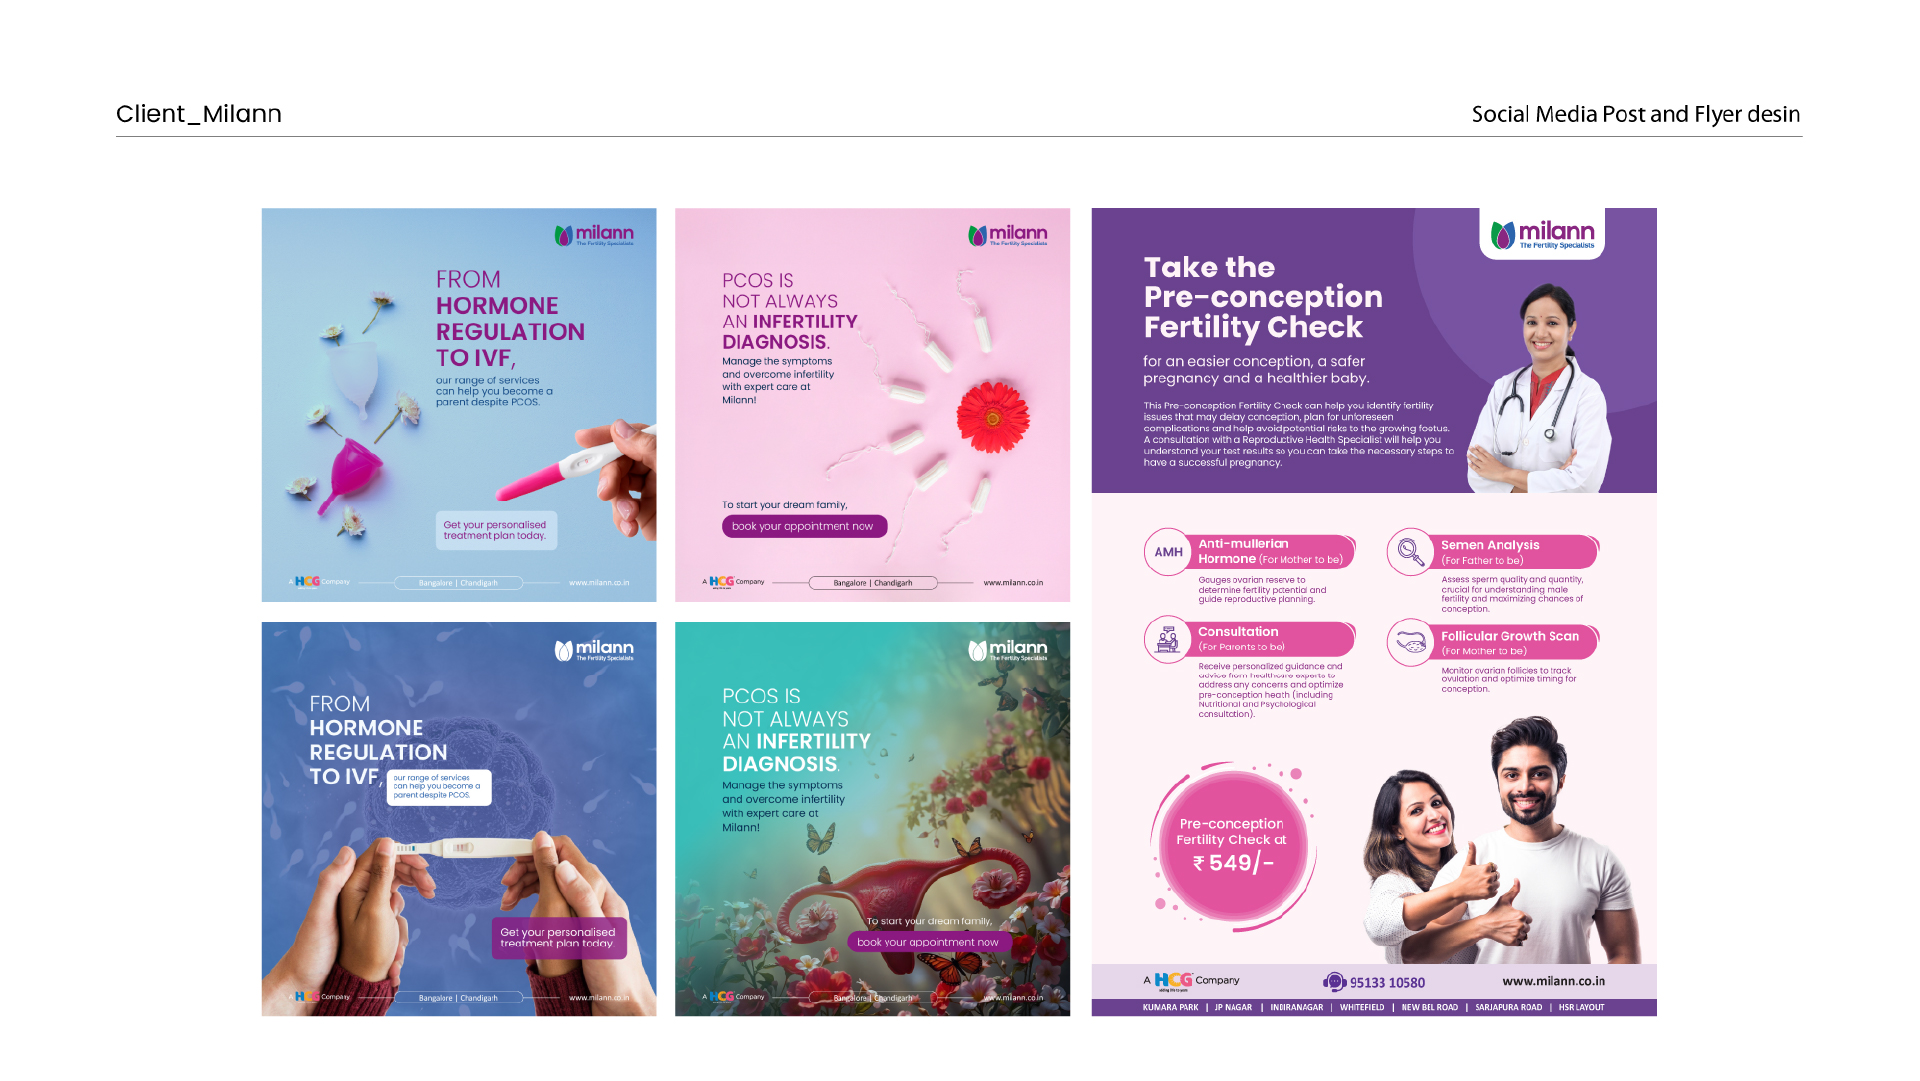 Client_Milann
Social Media Post and Flyer desin
milann
The Fertility Specialists
FROM
HORMONE
REGULATION
TO IVF,
our range of services
can help you become a
parent despite PCOS.
Get your personalised
treatment plan today.
A HCG Company
adding life to years
Bangalore | Chandigarh
www.milann.co.in
milann
The Fertility Specialists
PCOS IS
NOT ALWAYS
AN INFERTILITY
DIAGNOSIS.
Manage the symptoms
and overcome infertility
with expert care at
Milann!
To start your dream family,
book your appointment now
A HCG Company
adding life to years
Bangalore | Chandigarh
www.milann.co.in
milann
The Fertility Specialists
FROM
HORMONE
REGULATION
TO IVF,
our range of services
can help you become a
parent despite PCOS.
Get your personalised
treatment plan today.
A HCG Company
Bangalore | Chandigarh
www.milann.co.in
milann
The Fertility Specialists
PCOS IS
NOT ALWAYS
AN INFERTILITY
DIAGNOSIS.
Manage the symptoms
and overcome infertility
with expert care at
Milann!
To start your dream family,
book your appointment now
A HCG Company
Bangalore | Chandigarh
www.milann.co.in
milann
The Fertility Specialists
Take the
Pre-conception
Fertility Check
for an easier conception, a safer
pregnancy and a healthier baby.
This Pre-conception Fertility Check can help you identify fertility
issues that may delay conception, plan for unforeseen
complications and help avoidpotential risks to the growing foetus.
A consultation with a Reproductive Health Specialist will help you
understand your test results so you can take the necessary steps to
have a successful pregnancy.
AMH
Anti-mullerian
Hormone (For Mother to be)
Gauges ovarian reserve to
determine fertility potential and
guide reproductive planning.
Semen Analysis
(For Father to be)
Assess sperm quality and quantity,
crucial for understanding male
fertility and maximizing chances of
conception.
Consultation
(For Parents to be)
Receive personalized guidance and
advice from healthcare experts to
address any concerns and optimize
pre-conception heath (including
Nutritional and Psychological
consultation).
Follicular Growth Scan
(For Mother to be)
Monitor ovarian follicles to track
ovulation and optimize timing for
conception.
Pre-conception
Fertility Check at
₹ 549/-
A HCG Company
adding life to years
95133 10580
www.milann.co.in
KUMARA PARK | JP NAGAR | INDIRANAGAR | WHITEFIELD | NEW BEL ROAD | SARJAPURA ROAD | HSR LAYOUT